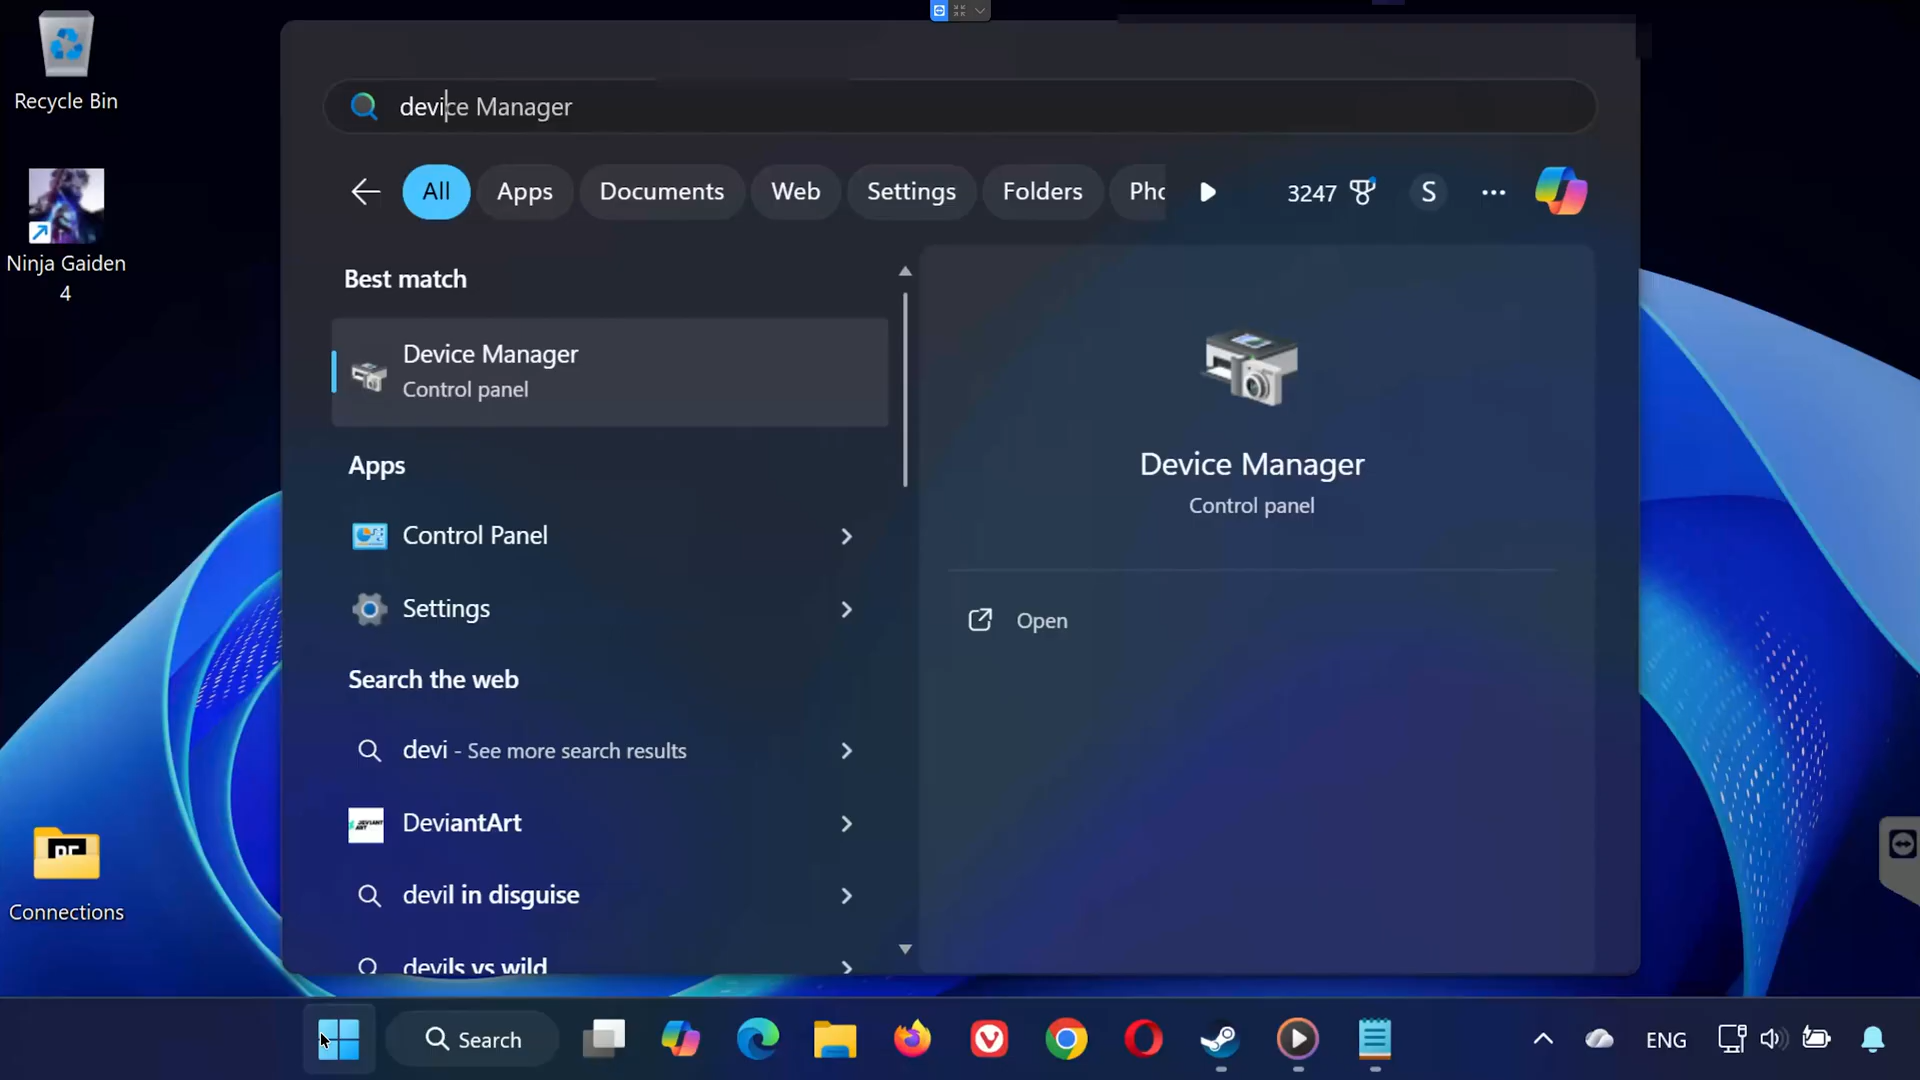 Recycle Bin
Ninja Gaiden
4
Connections
device Manager
All
Apps
Documents
Web
Settings
Folders
Phc
3247
S
Best match
Device Manager
Control panel
Apps
Control Panel
Settings
Search the web
devi - See more search results
DeviantArt
devil in disguise
devils vs wild
Device Manager
Control panel
Open
Search
ENG